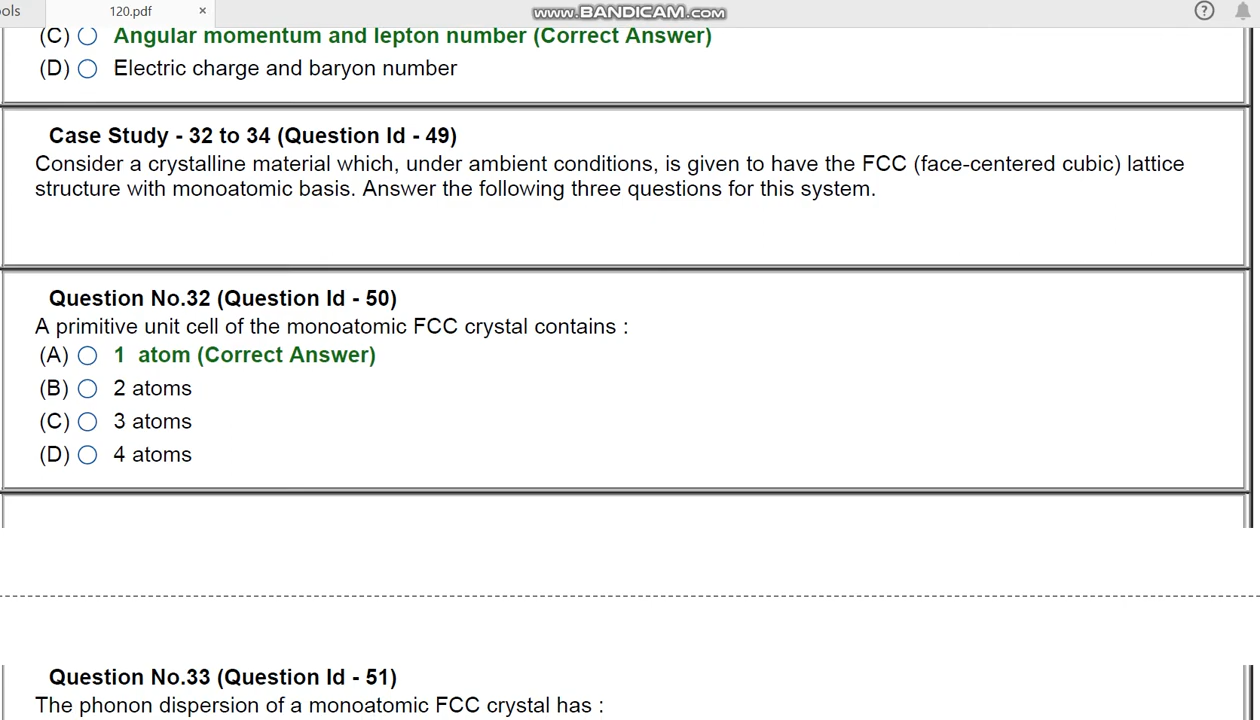 ols
120.pdf
×
www.BANDICAM.com
?
(C) Angular momentum and lepton number (Correct Answer)
(D) Electric charge and baryon number
Case Study - 32 to 34 (Question Id - 49)
Consider a crystalline material which, under ambient conditions, is given to have the FCC (face-centered cubic) lattice
structure with monoatomic basis. Answer the following three questions for this system.
Question No.32 (Question Id - 50)
A primitive unit cell of the monoatomic FCC crystal contains :
(A) 1 atom (Correct Answer)
(B) 2 atoms
(C) 3 atoms
(D) 4 atoms
Question No.33 (Question Id - 51)
The phonon dispersion of a monoatomic FCC crystal has :